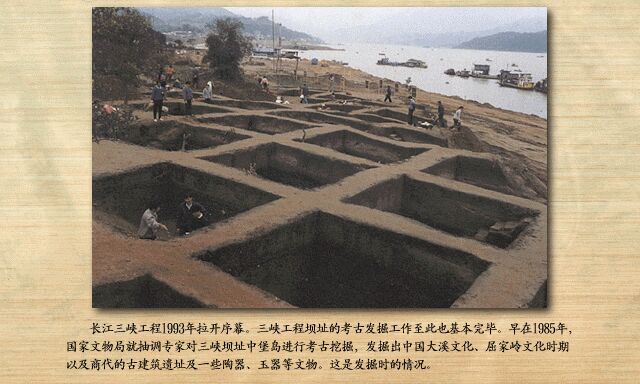 长江三峡工程1993年拉开序幕。三峡工程坝址的考古发掘工作至此也基本完毕。早在1985年，
国家文物局就抽调专家对三峡坝址中堡岛进行考古挖掘，发掘出中国大溪文化、屈家岭文化时期
以及商代的古建筑遗址及一些陶器、玉器等文物。这是发掘时的情况。